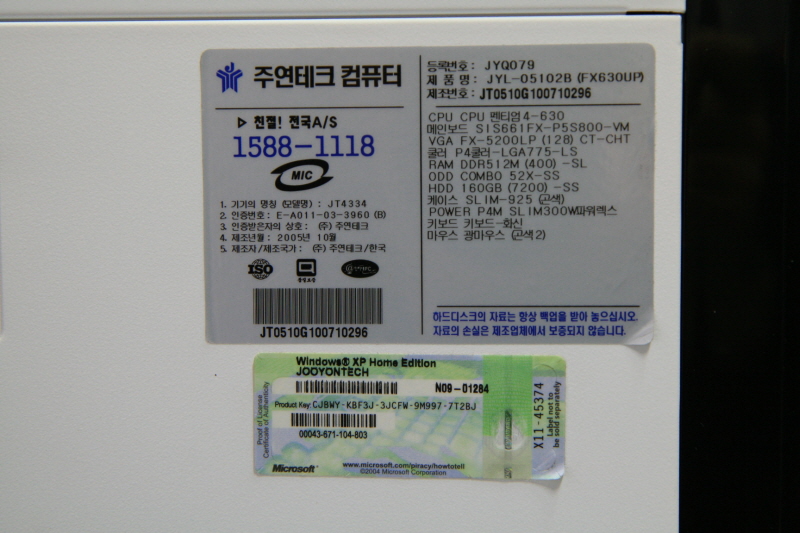 주연테크 컴퓨터
▷ 친절! 전국A/S
1588-1118
MIC
1. 기기의 명칭 (모델명) : JT4334
2. 인증번호 : E-A011-03-3960 (B)
3. 인증받은자의 상호 : (주) 주연테크
4. 제조년월 : 2005년 10월
5. 제조자/제조국가 : (주) 주연테크/한국
ISO
JT0510G100710296
등록번호 : JYQ079
제 품 명 : JYL-05102B (FX630UP)
제조번호 : JT0510G100710296
CPU CPU 펜티엄4-630
메인보드 SIS661FX-P5S800-VM
VGA FX-5200LP (128) CT-CHT
쿨러 P4쿨러-LGA775-LS
RAM DDR512M (400) -SL
ODD COMBO 52X-SS
HDD 160GB (7200) -SS
케이스 SLIM-925 (곤색)
POWER P4M SLIM300W파워렉스
키보드 키보드-화신
마우스 광마우스 (곤색2)
하드디스크의 자료는 항상 백업을 받아 놓으십시오.
자료의 손실은 제조업체에서 보증되지 않습니다.
Windows® XP Home Edition
JOOYONTECH
N09-01284
Product Key: CJBWY-KBF3J-3JCFW-9M997-7T2BJ
00043-671-104-803
Proof of License
Certificate of Authenticity
Microsoft
www.microsoft.com/piracy/howtotell
©2004 Microsoft Corporation
X11-45374
Label not to
be sold separately